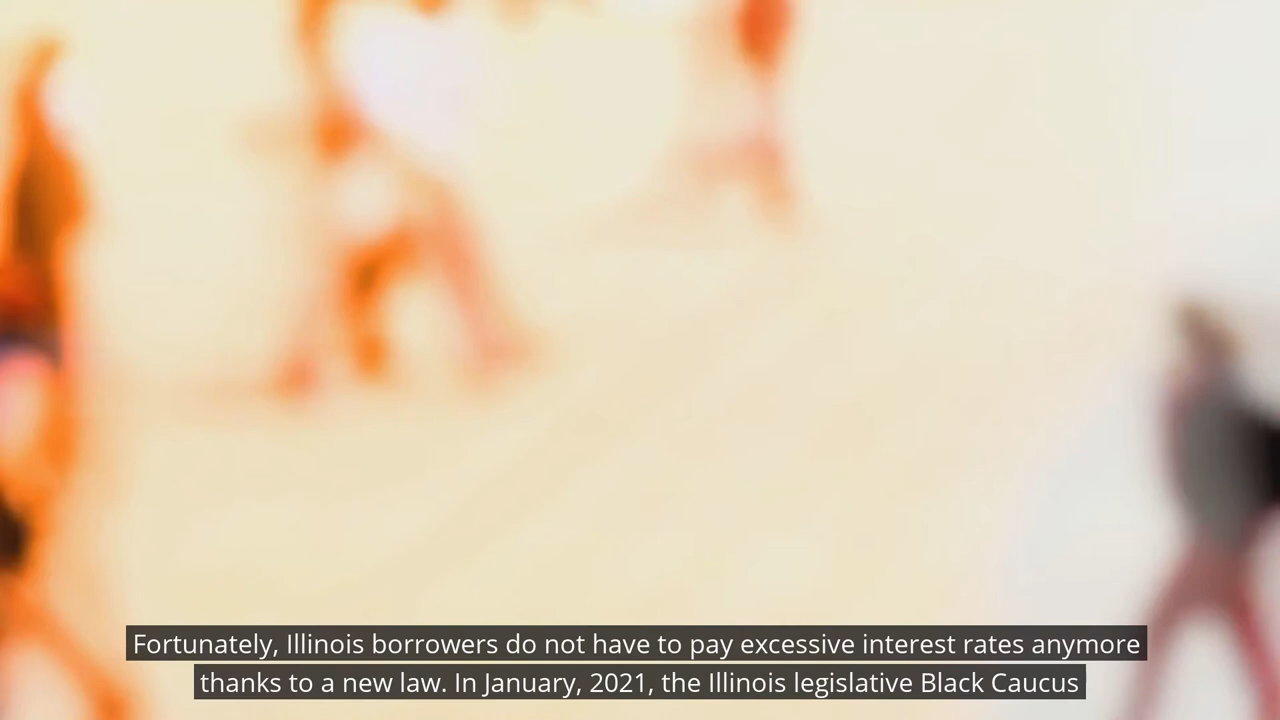 Fortunately, Illinois borrowers do not have to pay excessive interest rates anymore
thanks to a new law. In January, 2021, the Illinois legislative Black Caucus